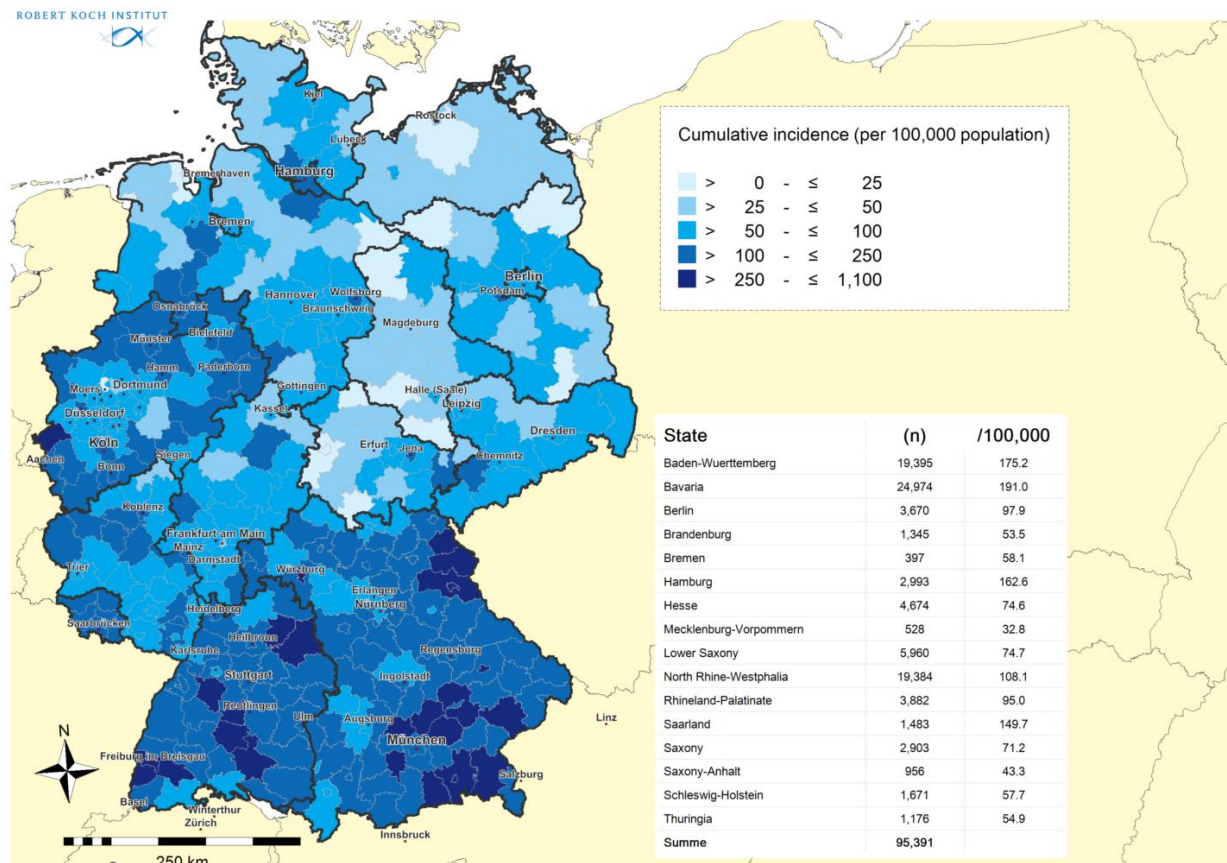 ROBERT KOCH INSTITUT
Kiel
Rostock
Lübeck
Bremerhaven
Hamburg
Bremen
Berlin
Potsdam
Hannover
Wolfsburg
Braunschweig
Osnabrück
Magdeburg
Bielefeld
Münster
Hamm
Paderborn
Moers
Dortmund
Göttingen
Halle (Saale)
Leipzig
Düsseldorf
Kassel
Dresden
Köln
Erfurt
Jena
Aachen
Bonn
Siegen
Chemnitz
Koblenz
Frankfurt am Main
Mainz
Darmstadt
Trier
Würzburg
Erlangen
Nürnberg
Heidelberg
Saarbrücken
Heilbronn
Karlsruhe
Regensburg
Stuttgart
Ingolstadt
Reutlingen
Ulm
Augsburg
Linz
München
Freiburg im Breisgau
Salzburg
Basel
Winterthur
Zürich
Innsbruck
N
250 km
Cumulative incidence (per 100,000 population)
> 0 - ≤ 25
> 25 - ≤ 50
> 50 - ≤ 100
> 100 - ≤ 250
> 250 - ≤ 1,100
State (n) /100,000
Baden-Wuerttemberg 19,395 175.2
Bavaria 24,974 191.0
Berlin 3,670 97.9
Brandenburg 1,345 53.5
Bremen 397 58.1
Hamburg 2,993 162.6
Hesse 4,674 74.6
Mecklenburg-Vorpommern 528 32.8
Lower Saxony 5,960 74.7
North Rhine-Westphalia 19,384 108.1
Rhineland-Palatinate 3,882 95.0
Saarland 1,483 149.7
Saxony 2,903 71.2
Saxony-Anhalt 956 43.3
Schleswig-Holstein 1,671 57.7
Thuringia 1,176 54.9
Summe 95,391